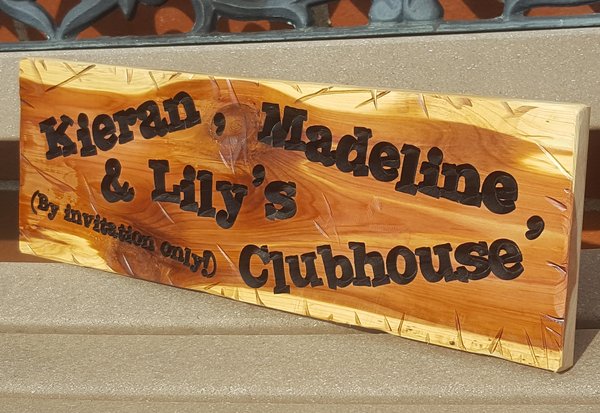 Kieran, Madeline,
& Lily's
(By invitation only!) Clubhouse